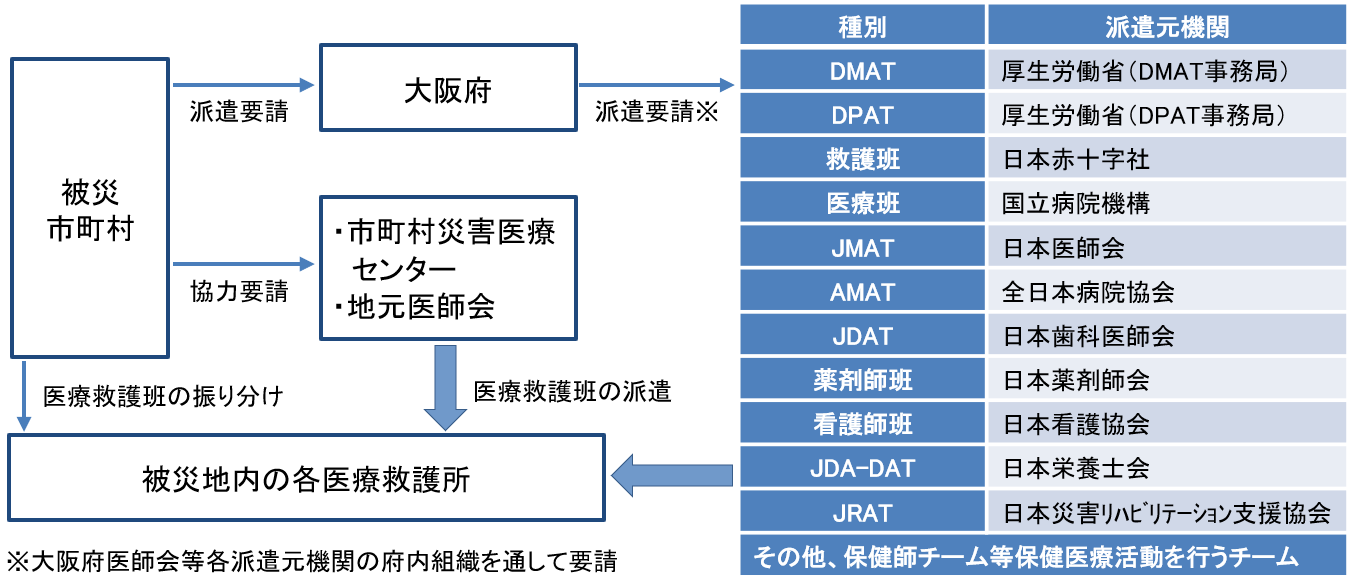 被災
市町村
派遣要請
大阪府
派遣要請※
協力要請
・市町村災害医療
センター
・地元医師会
医療救護班の振り分け
医療救護班の派遣
被災地内の各医療救護所
※大阪府医師会等各派遣元機関の府内組織を通して要請
種別 派遣元機関
DMAT 厚生労働省(DMAT事務局)
DPAT 厚生労働省(DPAT事務局)
救護班 日本赤十字社
医療班 国立病院機構
JMAT 日本医師会
AMAT 全日本病院協会
JDAT 日本歯科医師会
薬剤師班 日本薬剤師会
看護師班 日本看護協会
JDA-DAT 日本栄養士会
JRAT 日本災害リハビリテーション支援協会
その他、保健師チーム等保健医療活動を行うチーム